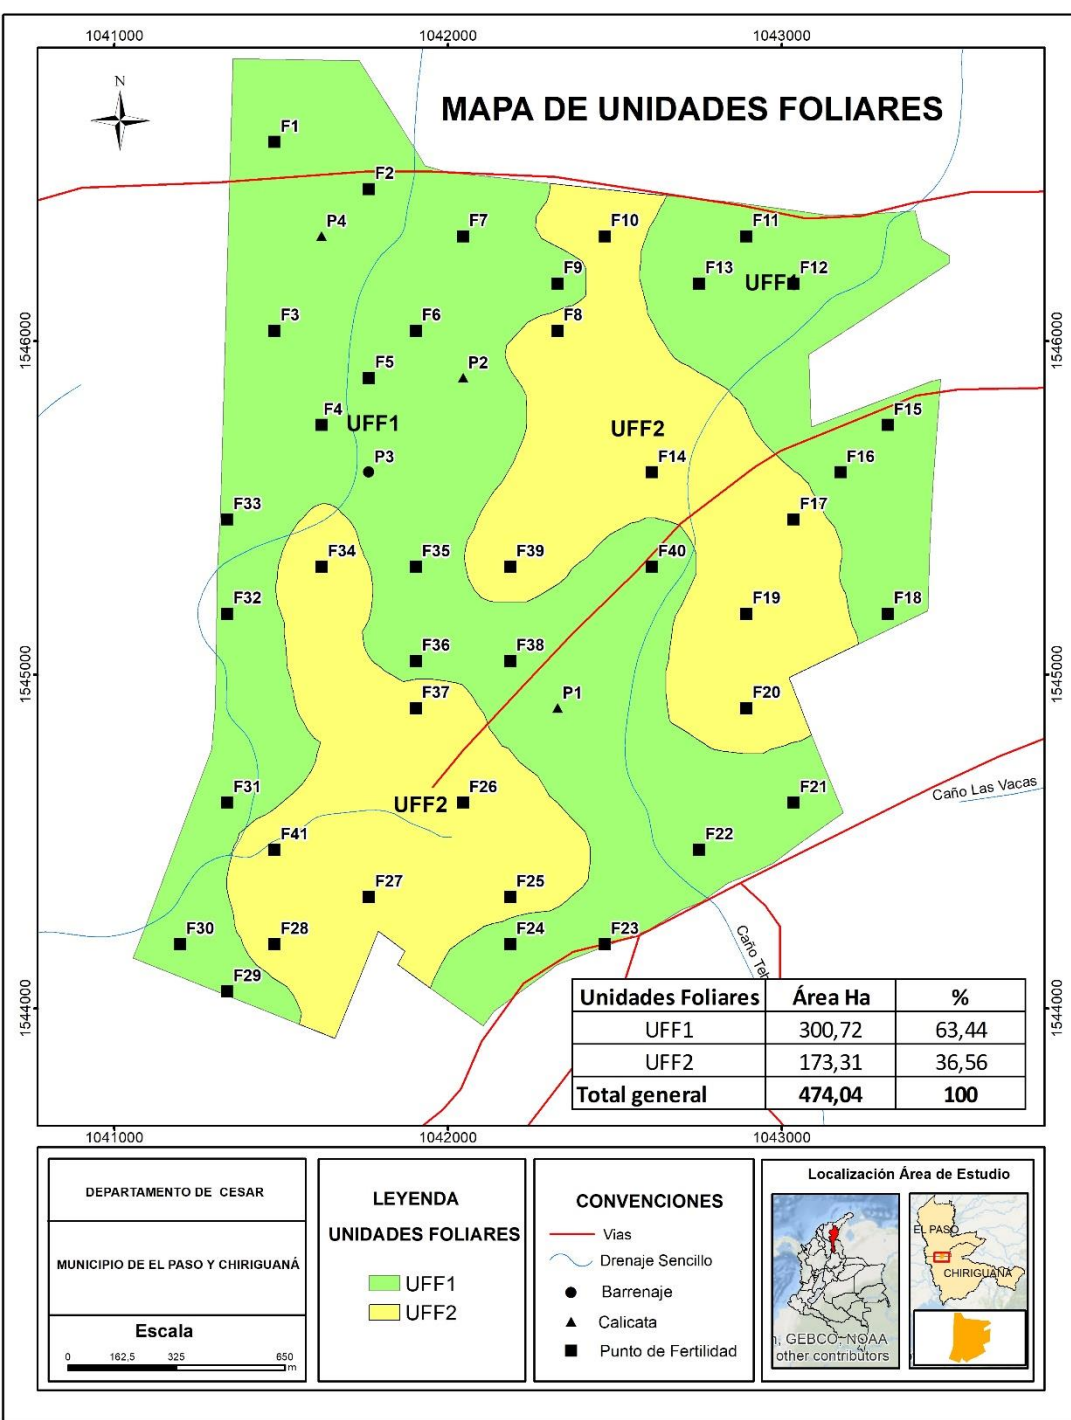 1041000 1042000 1043000
N
MAPA DE UNIDADES FOLIARES
F1
F2
P4 F7 F10 F11
F9 F13 UFF1 F12
F3 F6 F8
1546000 1546000
F5 P2
F4 UFF1 UFF2 F15
P3 F14 F16
F33 F17
F34 F35 F39 F40
F32 F19 F18
F36 F38
1545000 1545000
F37 P1 F20
F31 UFF2 F26 F21
Caño Las Vacas
F41 F22
F27 F25
F30 F28 F24 F23
Caño
F29
1544000 1544000
Unidades Foliares Área Ha %
UFF1 300,72 63,44
UFF2 173,31 36,56
Total general 474,04 100
1041000 1042000 1043000
DEPARTAMENTO DE CESAR
MUNICIPIO DE EL PASO Y CHIRIGUANÁ
Escala
0 162,5 325 650
m
LEYENDA
UNIDADES FOLIARES
UFF1
UFF2
CONVENCIONES
Vias
Drenaje Sencillo
Barrenaje
Calicata
Punto de Fertilidad
Localización Área de Estudio
EL PASO
CHIRIGUANÁ
, GEBCO, NOAA
other contributors